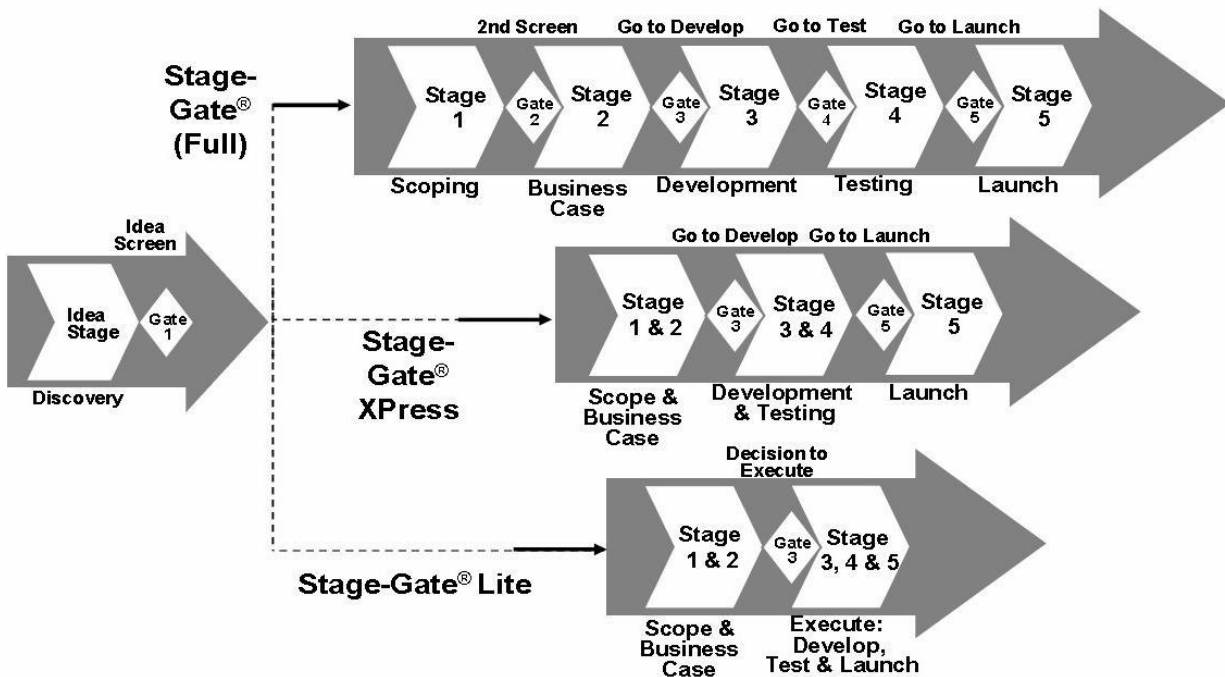 2nd Screen
Go to Develop
Go to Test
Go to Launch
Stage-
Gate®
(Full)
Stage
1
Gate
2
Stage
2
Gate
3
Stage
3
Gate
4
Stage
4
Gate
5
Stage
5
Scoping
Business
Case
Development
Testing
Launch
Idea
Screen
Idea
Stage
Gate
1
Discovery
Go to Develop
Go to Launch
Stage-
Gate®
XPress
Stage
1 & 2
Gate
3
Stage
3 & 4
Gate
5
Stage
5
Scope &
Business
Case
Development
& Testing
Launch
Decision to
Execute
Stage-Gate® Lite
Stage
1 & 2
Gate
3
Stage
3, 4 & 5
Scope &
Business
Case
Execute:
Develop,
Test & Launch